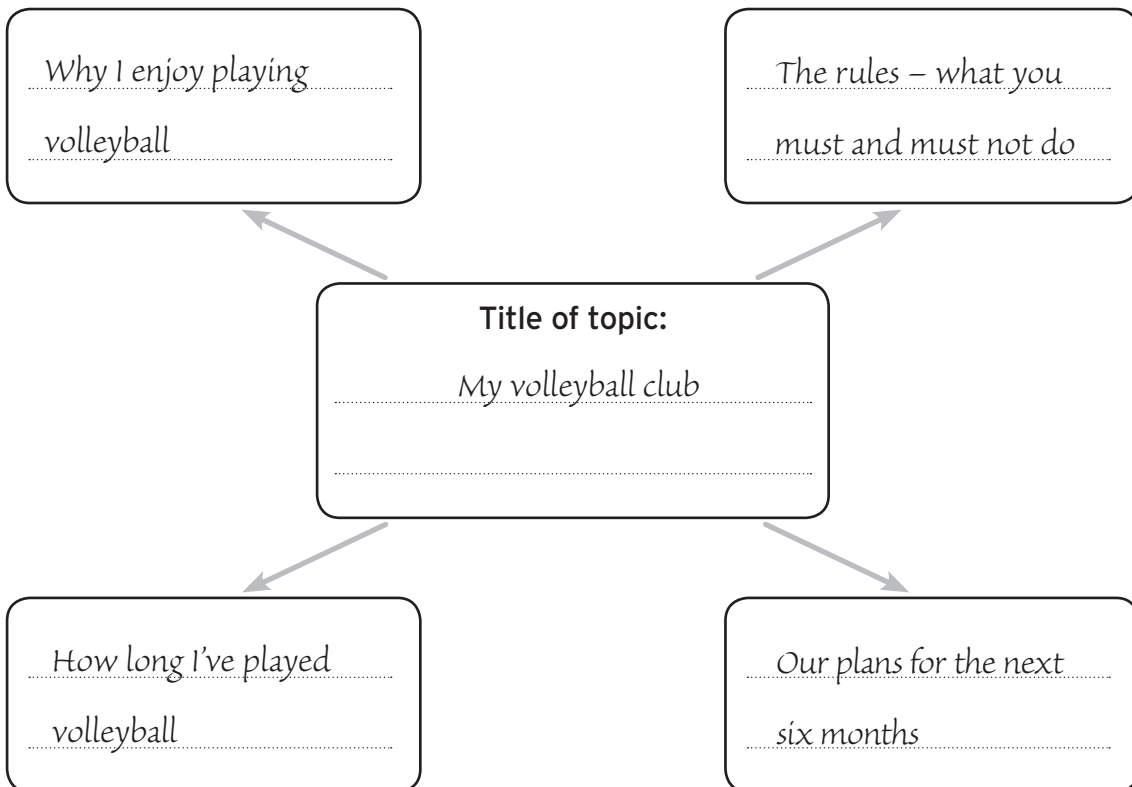 Why I enjoy playing
volleyball
The rules – what you
must and must not do
Title of topic:
My volleyball club
How long I've played
volleyball
Our plans for the next
six months